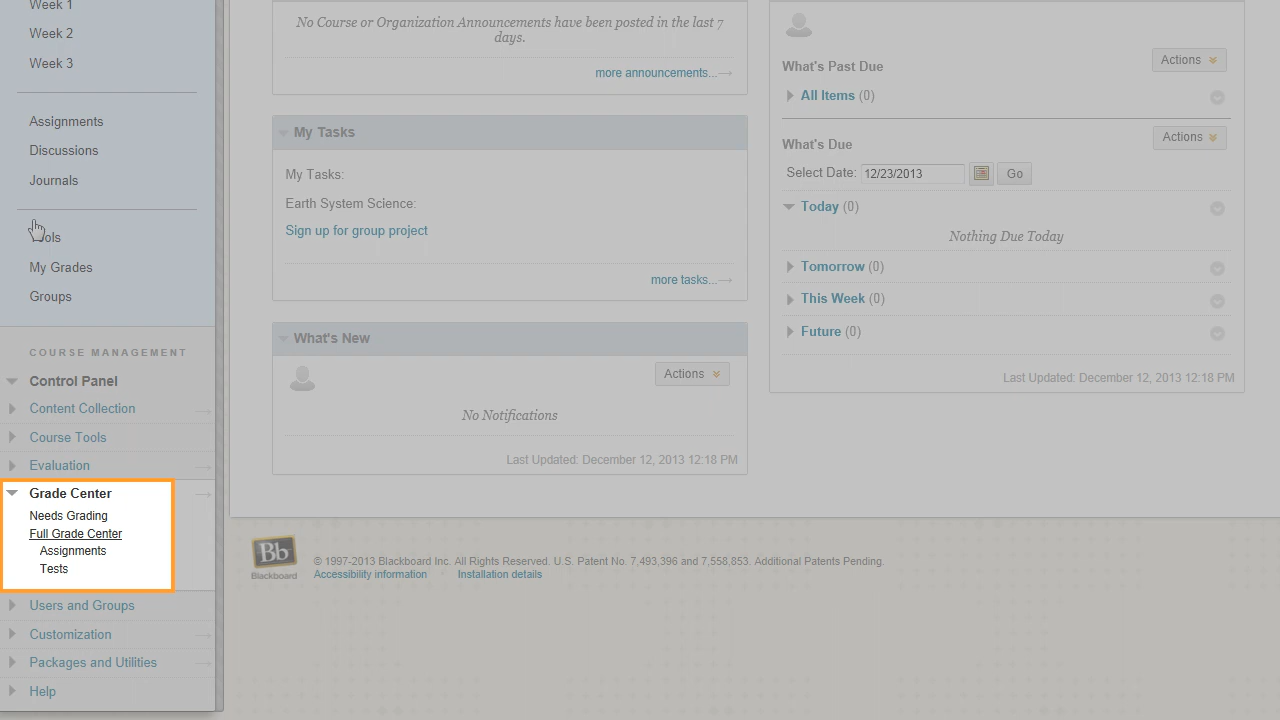 Week 1
Week 2
Week 3
Assignments
Discussions
Journals
Tools
My Grades
Groups
COURSE MANAGEMENT
Control Panel
Content Collection
Course Tools
Evaluation
Grade Center
Needs Grading
Full Grade Center
Assignments
Tests
Users and Groups
Customization
Packages and Utilities
Help
No Course or Organization Announcements have been posted in the last 7
days.
more announcements...
My Tasks
My Tasks:
Earth System Science:
Sign up for group project
more tasks...
What's New
Actions
No Notifications
Last Updated: December 12, 2013 12:18 PM
What's Past Due
Actions
All Items (0)
What's Due
Actions
Select Date: 12/23/2013 Go
Today (0)
Nothing Due Today
Tomorrow (0)
This Week (0)
Future (0)
Last Updated: December 12, 2013 12:18 PM
Bb
Blackboard
© 1997-2013 Blackboard Inc. All Rights Reserved. U.S. Patent No. 7,493,396 and 7,558,853. Additional Patents Pending.
Accessibility information · Installation details